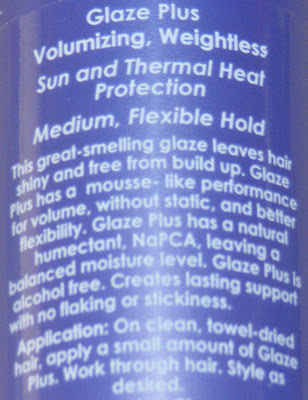 Glaze Plus
Volumizing, Weightless
Sun and Thermal Heat
Protection
Medium, Flexible Hold
This great-smelling glaze leaves hair
shiny and free from build up. Glaze
Plus has a mousse- like performance
for volume, without static, and better
flexibility. Glaze Plus has a natural
humectant, NaPCA, leaving a
balanced moisture level. Glaze Plus is
alcohol free. Creates lasting support
with no flaking or stickiness.
Application: On clean, towel-dried
hair, apply a small amount of Glaze
Plus. Work through hair. Style as
desired.